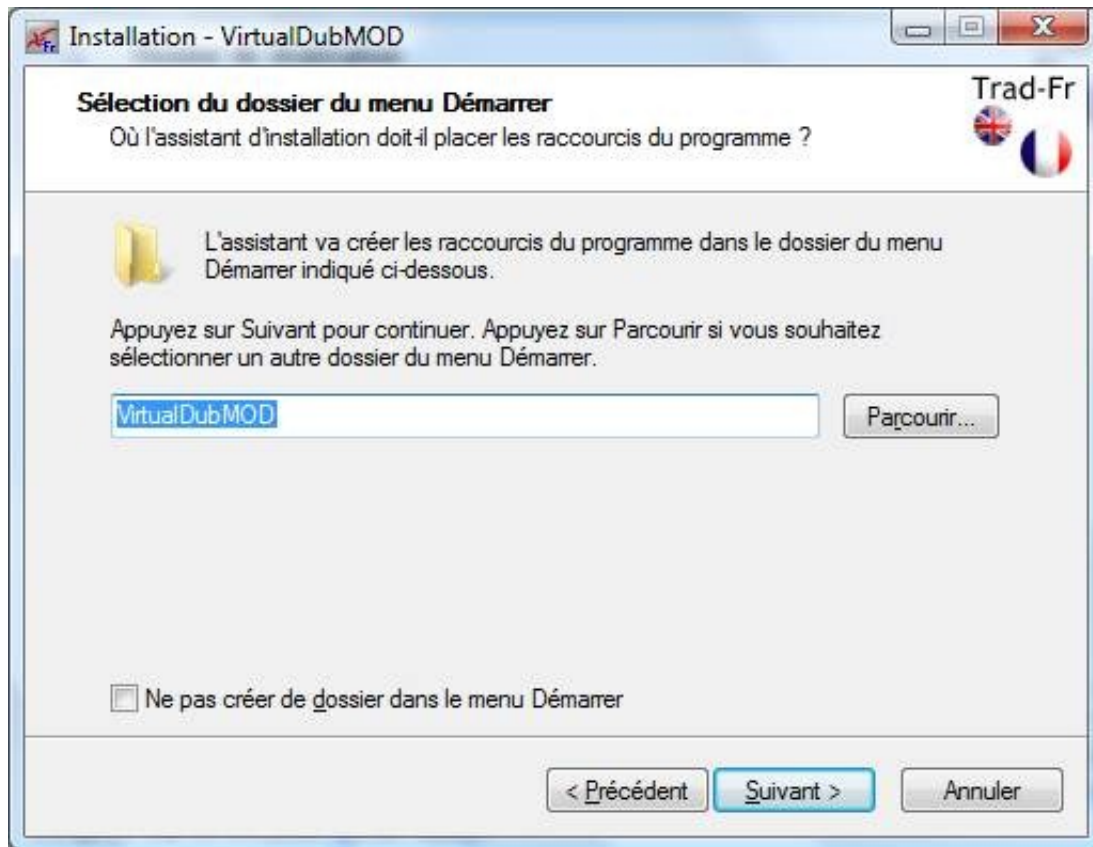 Installation - VirtualDubMOD
Sélection du dossier du menu Démarrer
Où l'assistant d'installation doit-il placer les raccourcis du programme ?
Trad-Fr
L'assistant va créer les raccourcis du programme dans le dossier du menu
Démarrer indiqué ci-dessous.
Appuyez sur Suivant pour continuer. Appuyez sur Parcourir si vous souhaitez
sélectionner un autre dossier du menu Démarrer.
VirtualDubMOD
Parcourir...
Ne pas créer de dossier dans le menu Démarrer
< Précédent
Suivant >
Annuler